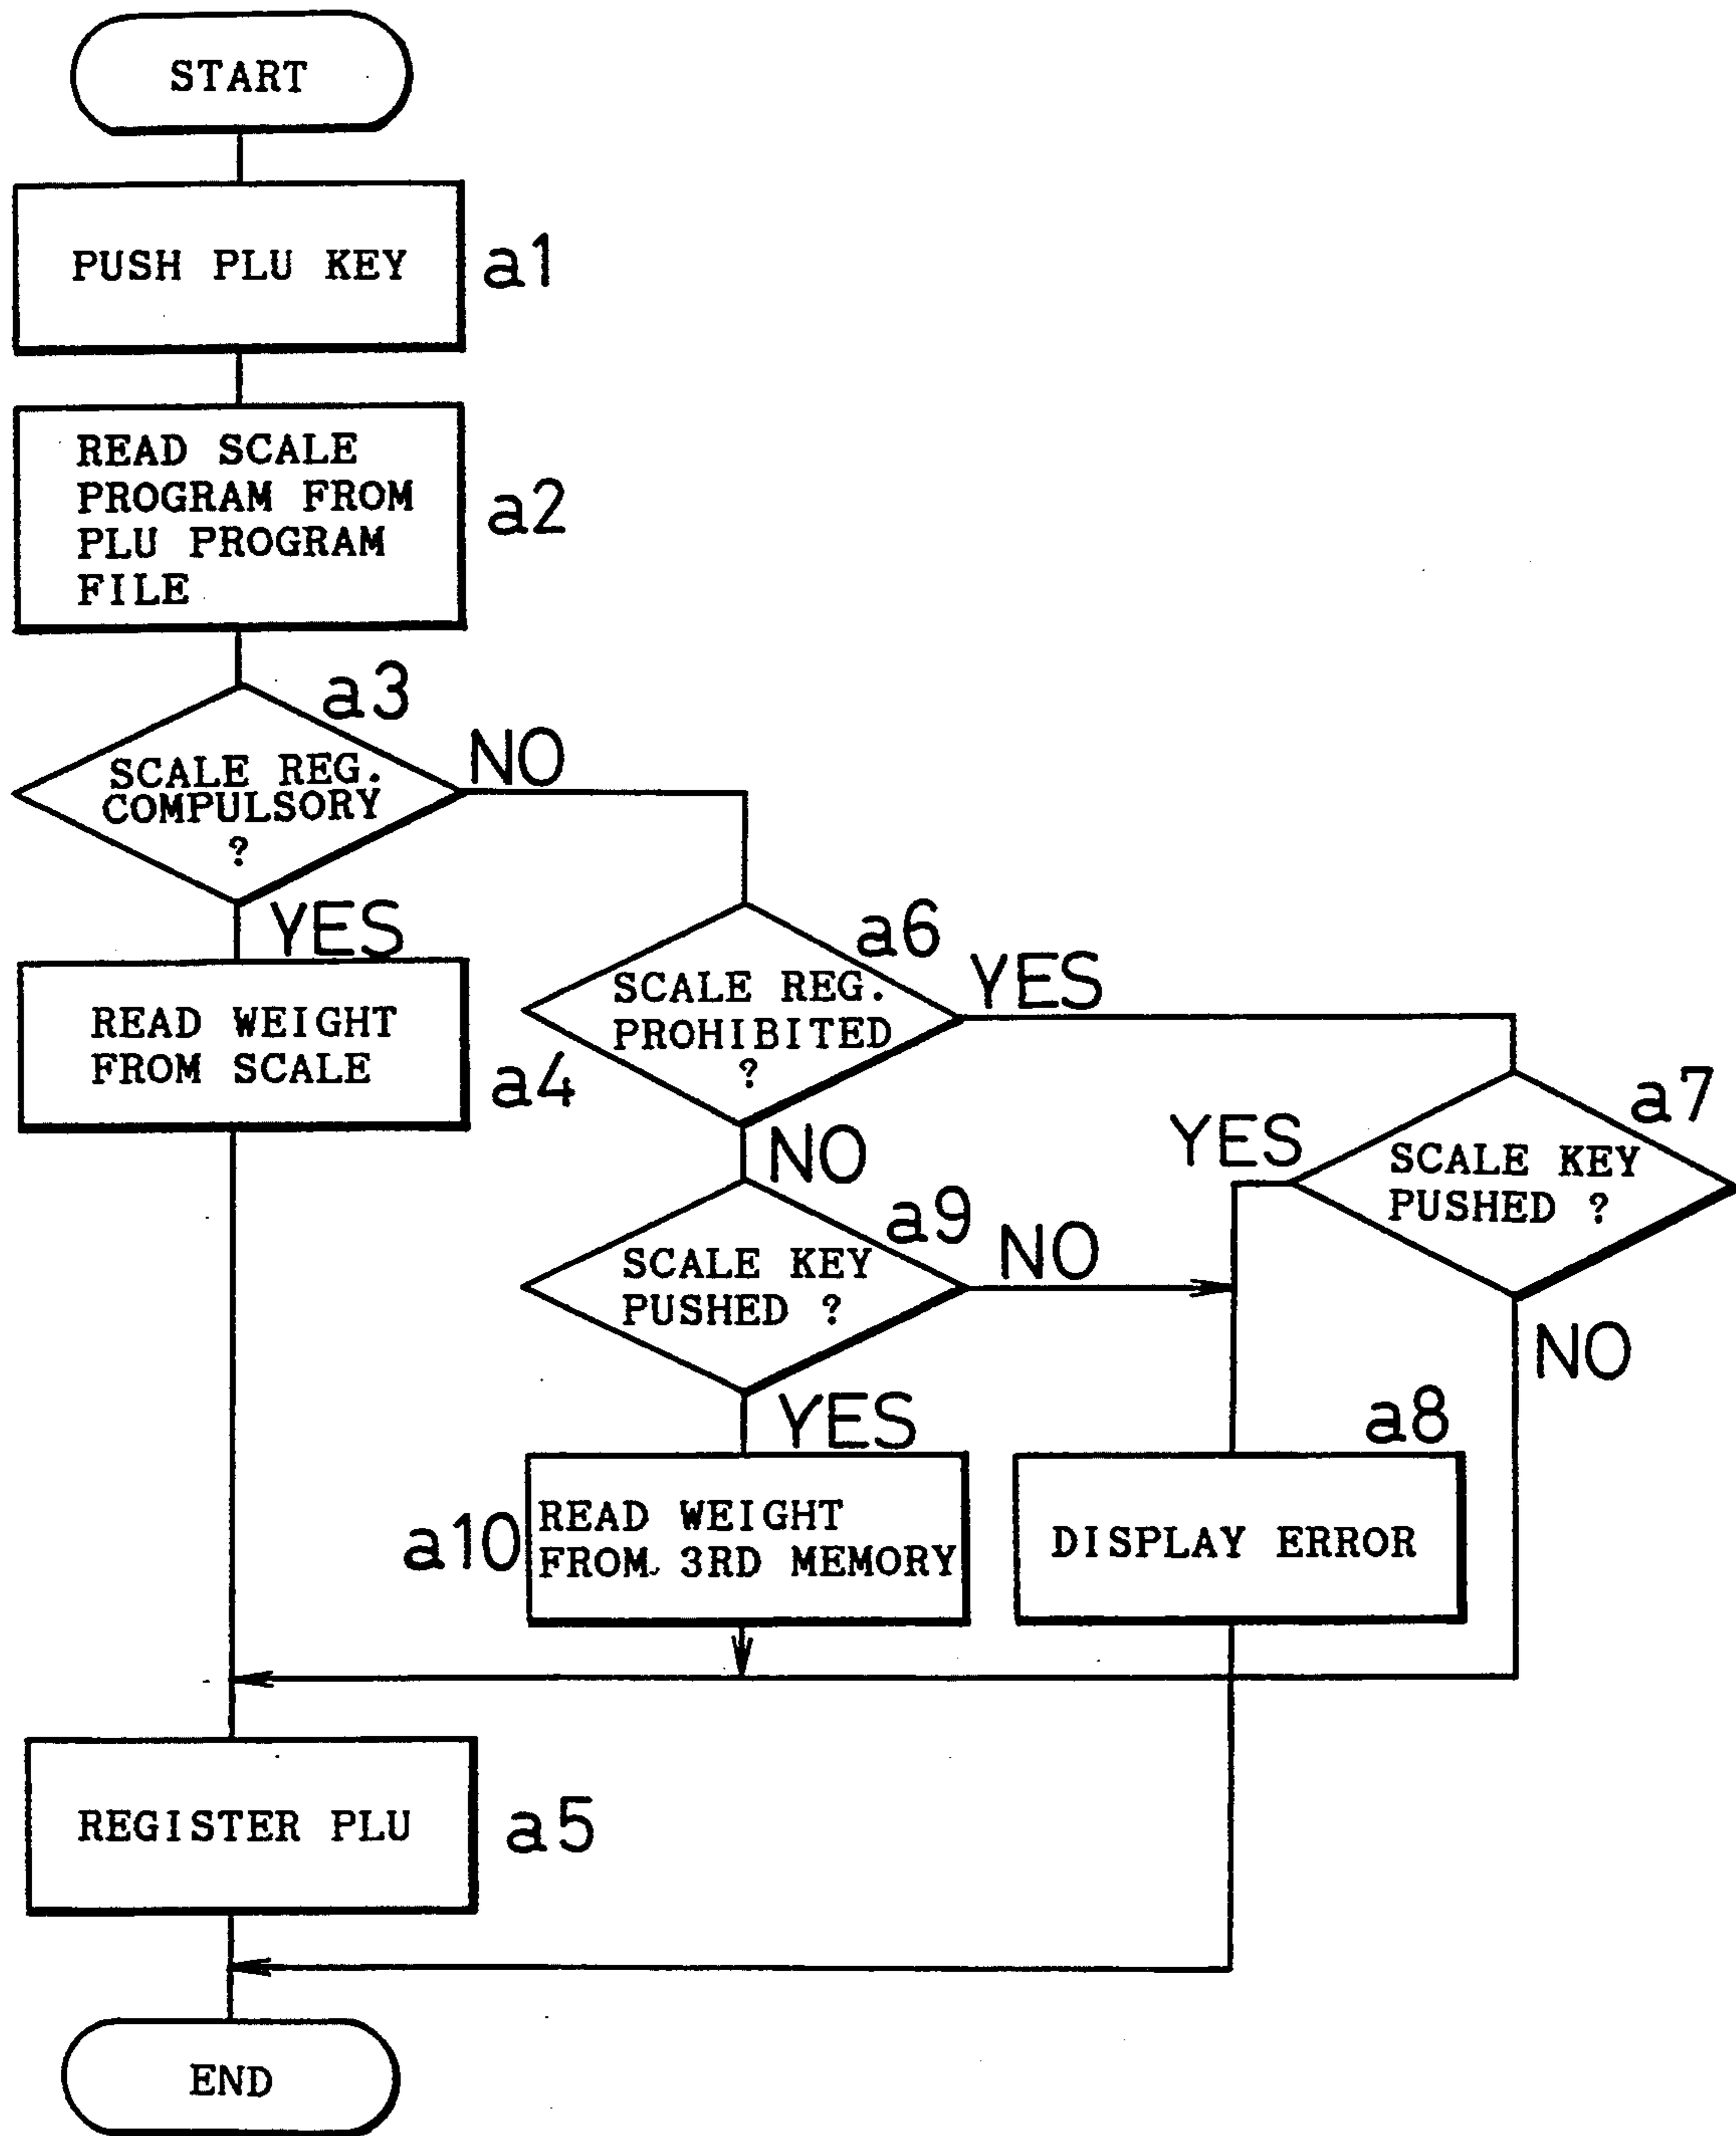 START
PUSH PLU KEY
a1
READ SCALE
PROGRAM FROM
PLU PROGRAM
FILE
a2
a3
SCALE REG.
COMPULSORY
?
NO
YES
READ WEIGHT
FROM SCALE
a4
a6
SCALE REG.
PROHIBITED
?
YES
NO
a7
SCALE KEY
PUSHED ?
YES
NO
a9
SCALE KEY
PUSHED ?
NO
YES
a10
READ WEIGHT
FROM 3RD MEMORY
a8
DISPLAY ERROR
REGISTER PLU
a5
END